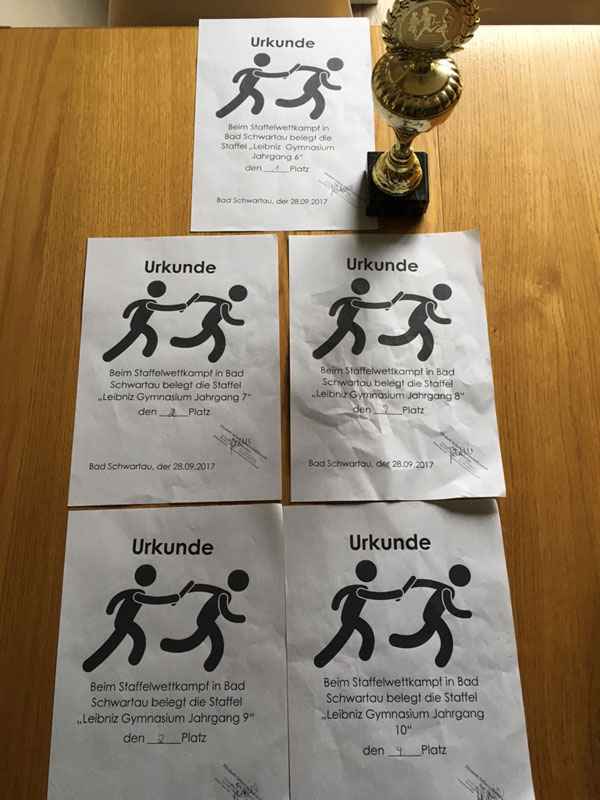 Urkunde
Beim Staffelwettkampf in
Bad Schwartau belegt die
Staffel „Leibniz Gymnasium
Jahrgang 6“
den 1 Platz
Bad Schwartau, der 28.09.2017
Urkunde
Beim Staffelwettkampf in Bad
Schwartau belegt die Staffel
„Leibniz Gymnasium Jahrgang 7“
den 2 Platz
Bad Schwartau, der 28.09.2017
Urkunde
Beim Staffelwettkampf in Bad
Schwartau belegt die Staffel
„Leibniz Gymnasium Jahrgang 8“
den 2 Platz
Bad Schwartau, der 28.09.2017
Urkunde
Beim Staffelwettkampf in Bad
Schwartau belegt die Staffel
„Leibniz Gymnasium Jahrgang 9“
den 2 Platz
Urkunde
Beim Staffelwettkampf in Bad
Schwartau belegt die Staffel
„Leibniz Gymnasium Jahrgang
10“
den 4 Platz